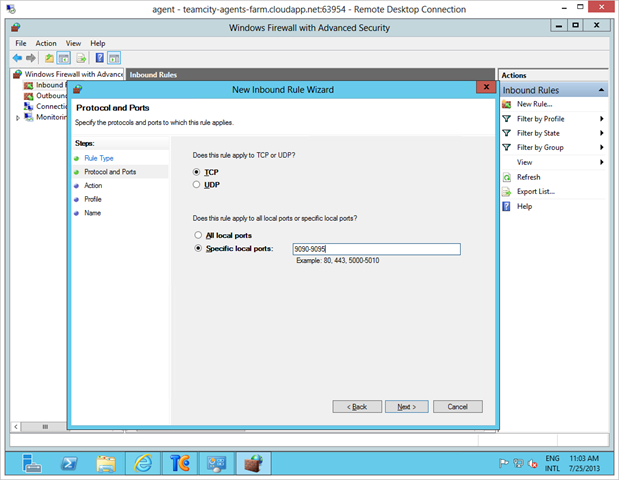 agent - teamcity-agents-farm.cloudapp.net:63954 - Remote Desktop Connection
Windows Firewall with Advanced Security
File Action View Help
Windows Firewall with Advance
Inbound Rules
Actions
Inbound R
Outbound
Connectio
Monitorin
New Inbound Rule Wizard
Protocol and Ports
Specify the protocols and ports to which this rule applies.
Steps:
Rule Type
Protocol and Ports
Action
Profile
Name
Does this rule apply to TCP or UDP?
TCP
UDP
Does this rule apply to all local ports or specific local ports?
All local ports
Specific local ports:
9090-9095
Example: 80, 443, 5000-5010
< Back
Next >
Cancel
Inbound Rules
New Rule...
Filter by Profile
Filter by State
Filter by Group
View
Refresh
Export List...
Help
TC
ENG
INTL
11:03 AM
7/25/2013